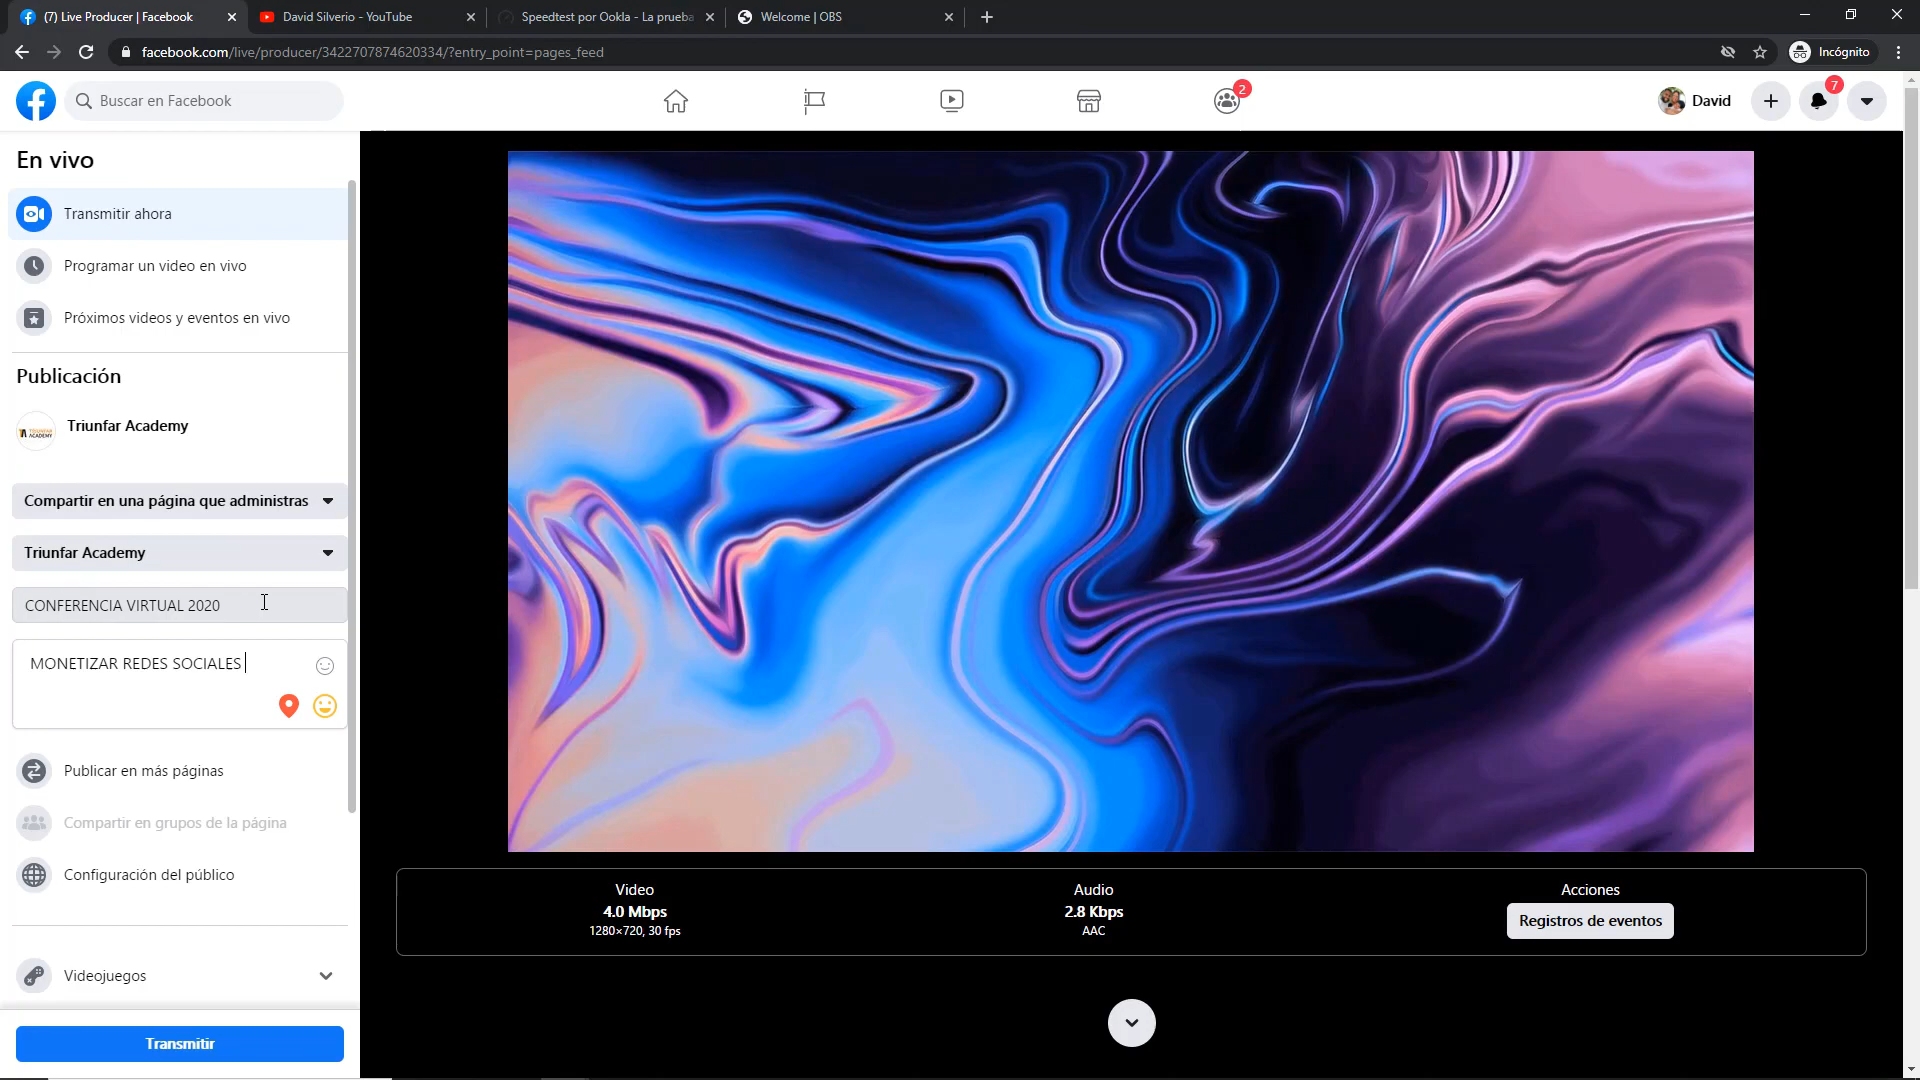 (7) Live Producer | Facebook
David Silverio - YouTube
Speedtest por Ookla - La prueba
Welcome | OBS
facebook.com/live/producer/3422707874620334/?entry_point=pages_feed
Incógnito
Buscar en Facebook
2
David
7
En vivo
Transmitir ahora
Programar un video en vivo
Próximos videos y eventos en vivo
Publicación
TRIUNFAR
ACADEMY
Triunfar Academy
Compartir en una página que administras
Triunfar Academy
CONFERENCIA VIRTUAL 2020
MONETIZAR REDES SOCIALES
Publicar en más páginas
Compartir en grupos de la página
Configuración del público
Videojuegos
Transmitir
Video
4.0 Mbps
1280×720, 30 fps
Audio
2.8 Kbps
AAC
Acciones
Registros de eventos